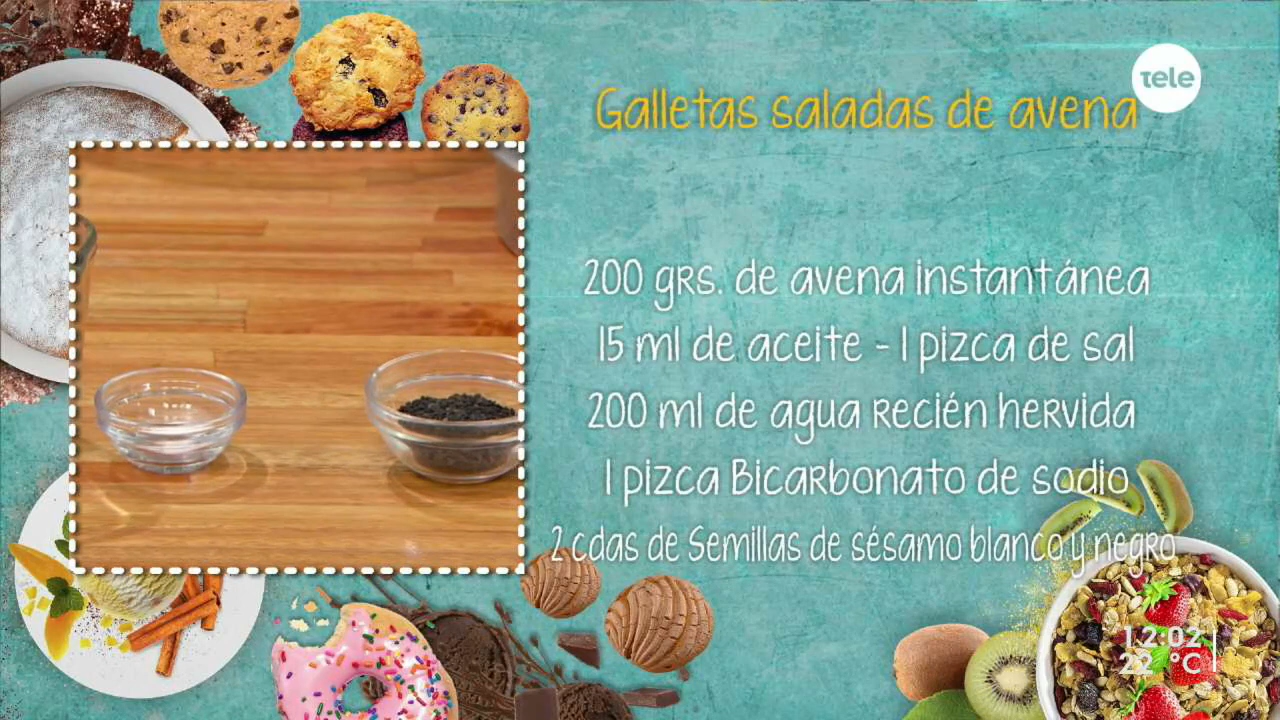 tele
Galletas saladas de avena
200 grs. de avena instantánea
15 ml de aceite - 1 pizca de sal
200 ml de agua recién hervida
1 pizca Bicarbonato de sodio
2 cdas de Semillas de sésamo blanco y negro
12:02
22 °C